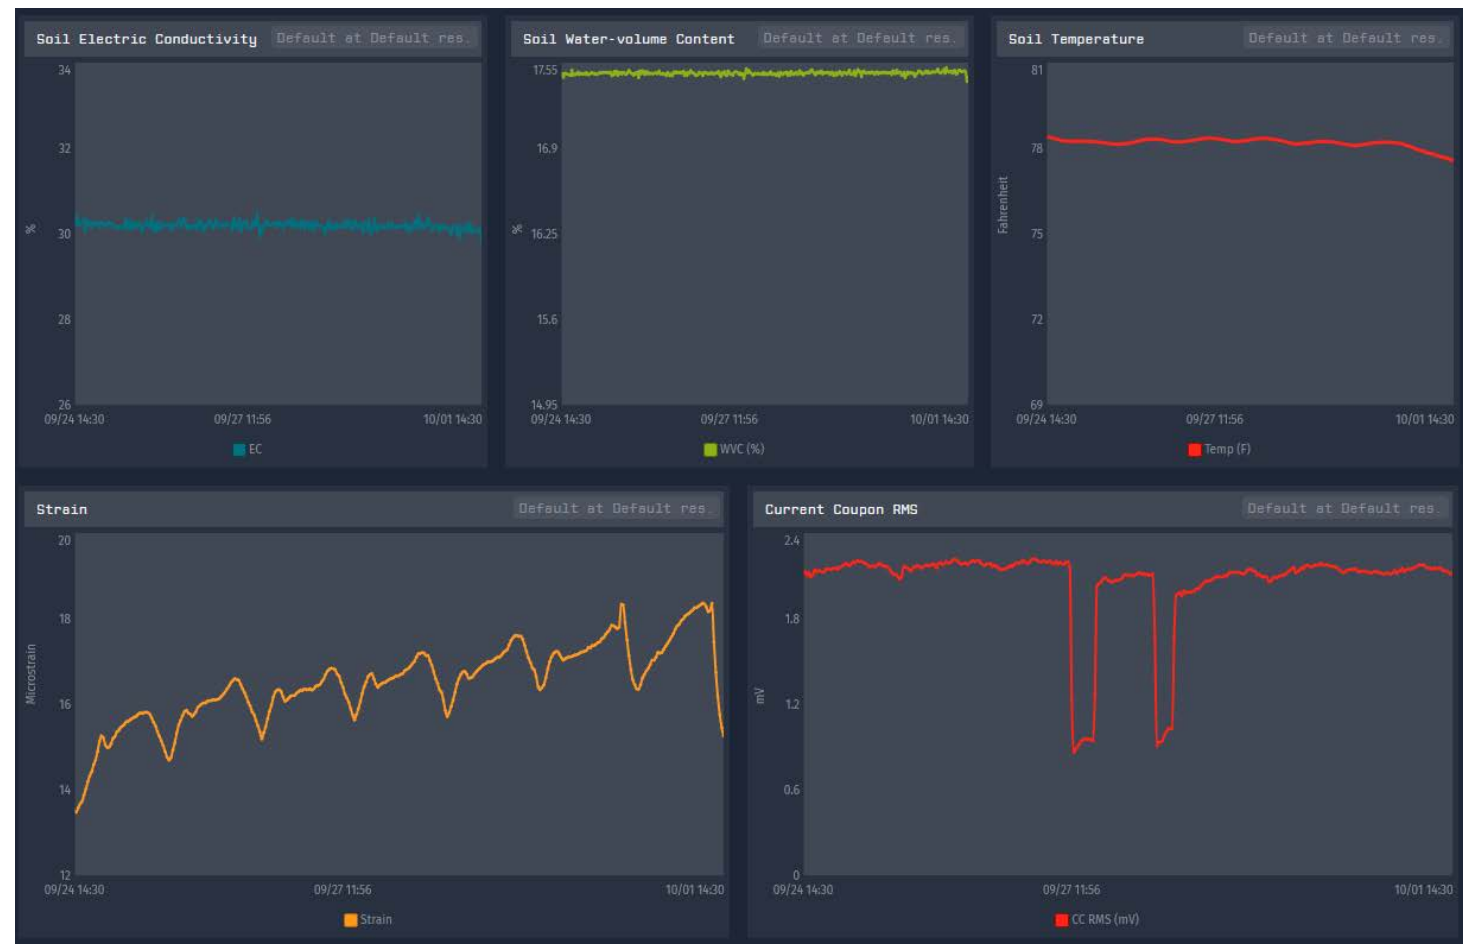 Soil Electric Conductivity Default at Default res.
34
32
%
30
28
26
09/24 14:30 09/27 11:56 10/01 14:30
EC
Soil Water-volume Content Default at Default res.
17.55
16.9
%
16.25
15.6
14.95
09/24 14:30 09/27 11:56 10/01 14:30
WVC (%)
Soil Temperature Default at Default res.
81
78
Fahrenheit
75
72
69
09/24 14:30 09/27 11:56 10/01 14:30
Temp (F)
Strain Default at Default res.
20
18
Microstrain
16
14
12
09/24 14:30 09/27 11:56 10/01 14:30
Strain
Current Coupon RMS Default at Default res.
2.4
1.8
mV
1.2
0.6
0
09/24 14:30 09/27 11:56 10/01 14:30
CC RMS (mV)